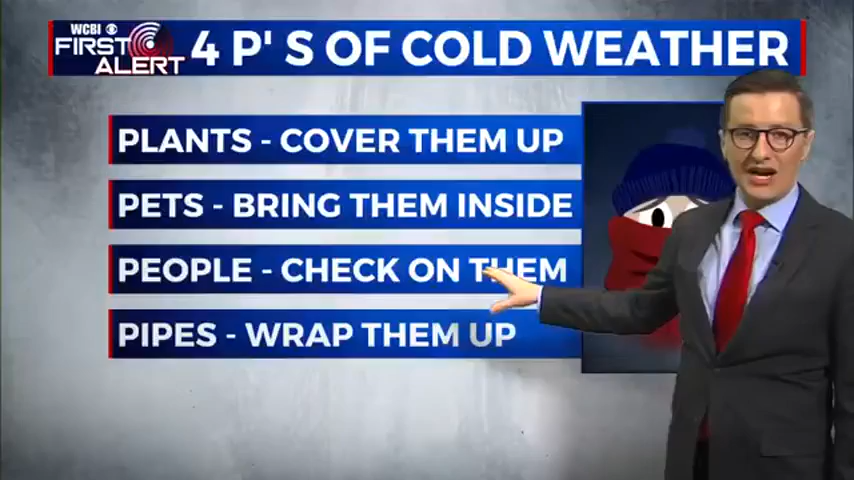 WCBI
FIRST
ALERT
4 P' S OF COLD WEATHER
PLANTS - COVER THEM UP
PETS - BRING THEM INSIDE
PEOPLE - CHECK ON THEM
PIPES - WRAP THEM UP